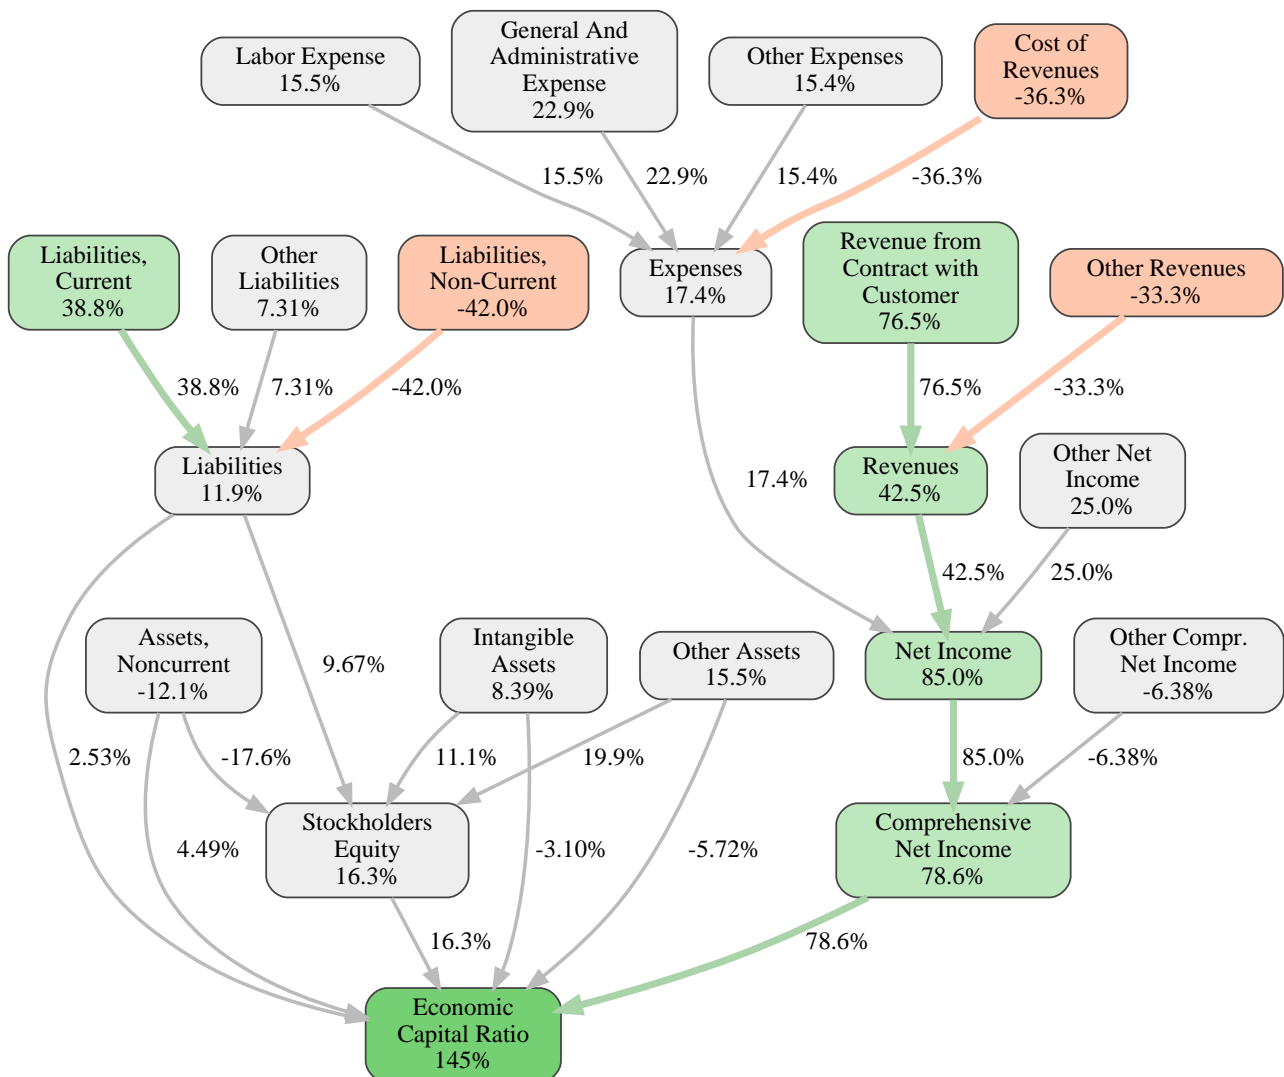 Labor Expense
15.5%
General And
Administrative
Expense
22.9%
Other Expenses
15.4%
Cost of
Revenues
-36.3%
15.5%
22.9%
15.4%
-36.3%
Liabilities,
Current
38.8%
Other
Liabilities
7.31%
Liabilities,
Non-Current
-42.0%
Expenses
17.4%
Revenue from
Contract with
Customer
76.5%
Other Revenues
-33.3%
38.8%
7.31%
-42.0%
76.5%
-33.3%
Liabilities
11.9%
17.4%
Revenues
42.5%
Other Net
Income
25.0%
42.5%
25.0%
Assets,
Noncurrent
-12.1%
9.67%
Intangible
Assets
8.39%
Other Assets
15.5%
Net Income
85.0%
Other Compr.
Net Income
-6.38%
2.53%
-17.6%
11.1%
19.9%
85.0%
-6.38%
4.49%
Stockholders
Equity
16.3%
-3.10%
-5.72%
Comprehensive
Net Income
78.6%
16.3%
78.6%
Economic
Capital Ratio
145%